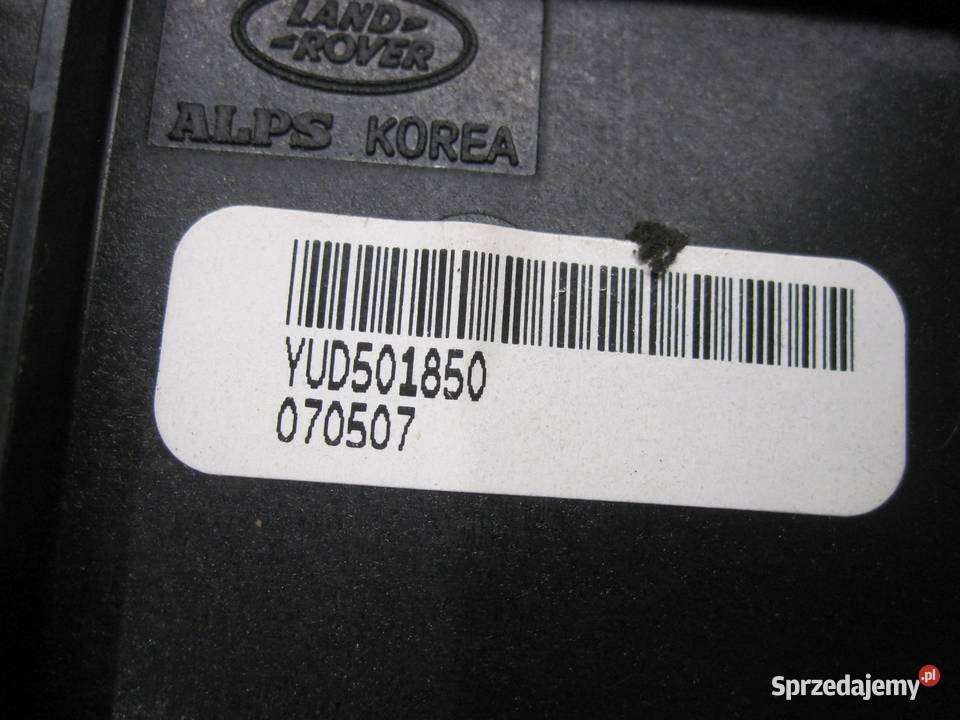 LAND
ROVER
ALPS KOREA
YUD501850
070507
Sprzedajemy.pl